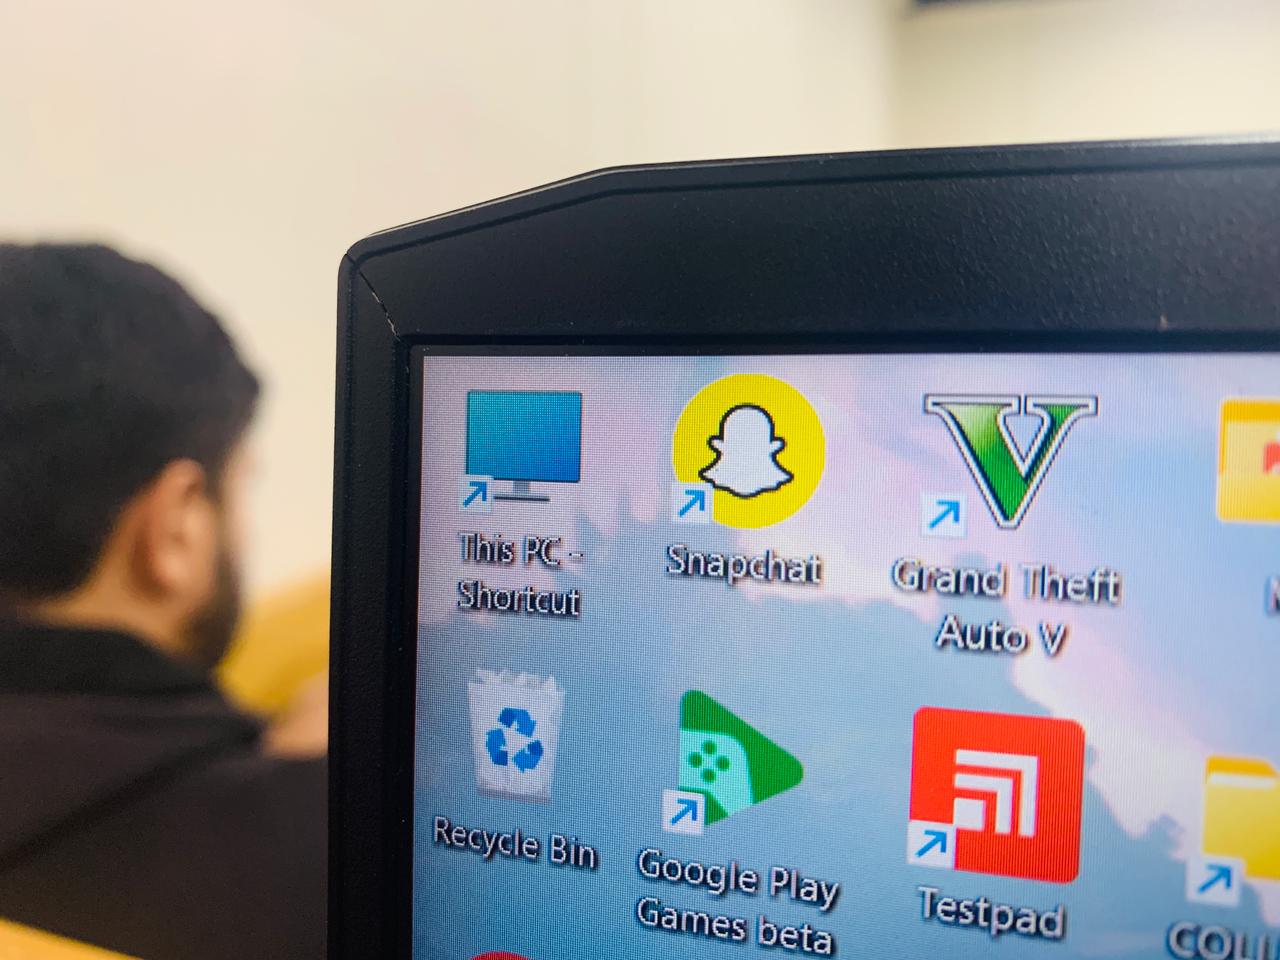 This PC -
Shortcut
Snapchat
Grand Theft
Auto V
Recycle Bin
Google Play
Games beta
Testpad